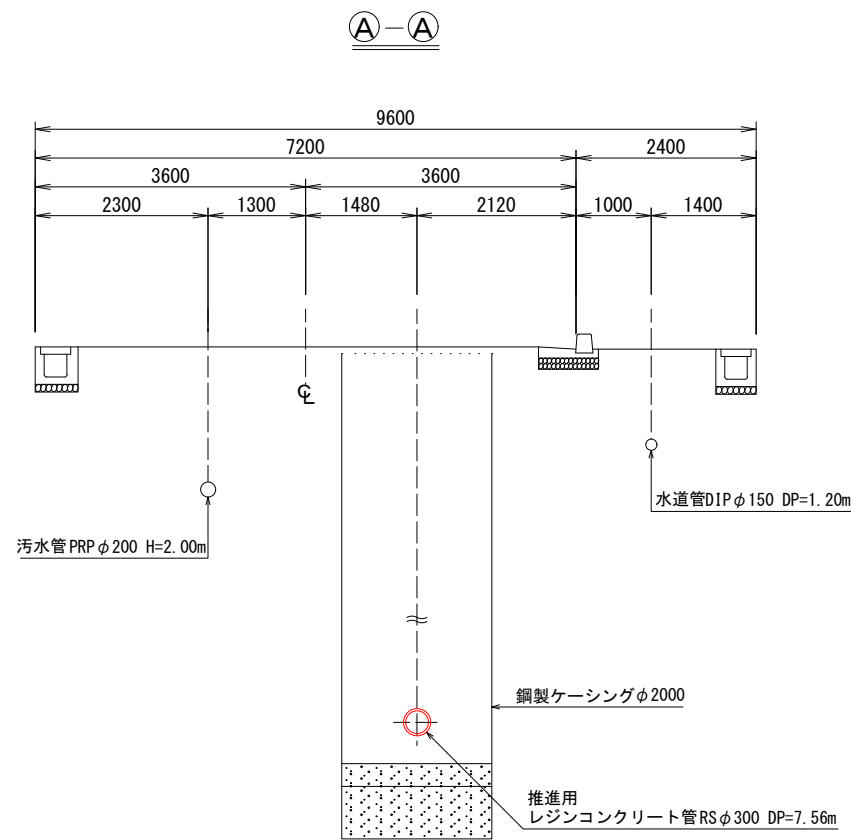 Ⓐ-Ⓐ
9600
7200 2400
3600 3600
2300 1300 1480 2120 1000 1400
℄
水道管DIPφ150 DP=1.20m
汚水管PRPφ200 H=2.00m
鋼製ケーシングφ2000
推進用
レジンコンクリート管RSφ300 DP=7.56m